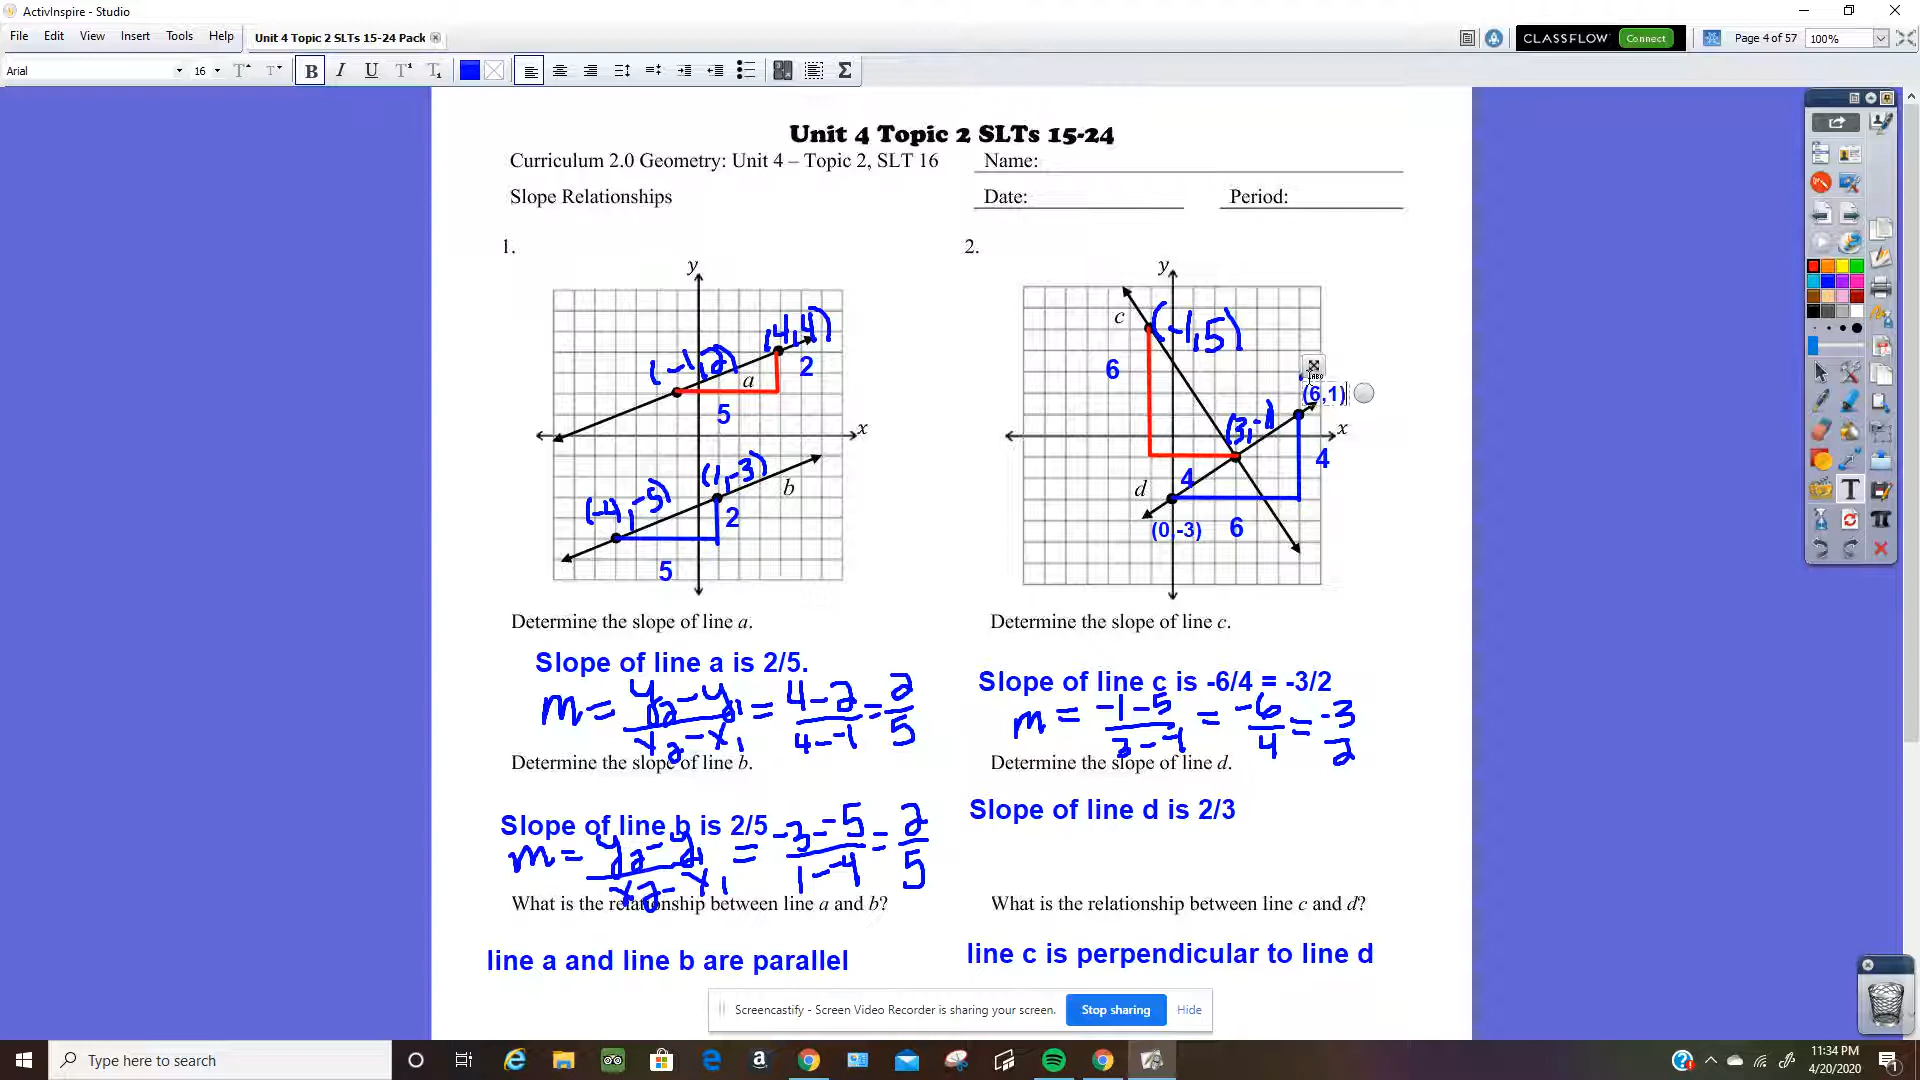 ActivInspire - Studio
File Edit View Insert Tools Help
Unit 4 Topic 2 SLTs 15-24 Pack
CLASSFLOW Connect
Page 4 of 57
100%
Arial 16
B I U T T Σ
Unit 4 Topic 2 SLTs 15-24
Curriculum 2.0 Geometry: Unit 4 – Topic 2, SLT 16
Name:
Slope Relationships
Date: Period:
1.
y
(4,4)
(-1,2)
a
2
5
x
(1,-3)
(-4,-5)
b
2
5
Determine the slope of line a.
Slope of line a is 2/5.
m = y2-y1/x2-x1 = 4-2/4--1 = 2/5
Determine the slope of line b.
Slope of line b is 2/5
m = y2-y1/x2-x1 = -3--5/1--4 = 2/5
What is the relationship between line a and b?
line a and line b are parallel
2.
y
c
(-1,5)
6
(6,1)
(3,-1)
x
4
4
d
(0,-3)
6
Determine the slope of line c.
Slope of line c is -6/4 = -3/2
m = -1-5/3--1 = -6/4 = -3/2
Determine the slope of line d.
Slope of line d is 2/3
What is the relationship between line c and d?
line c is perpendicular to line d
Screencastify - Screen Video Recorder is sharing your screen.
Stop sharing
Hide
Type here to search
11:34 PM
4/20/2020